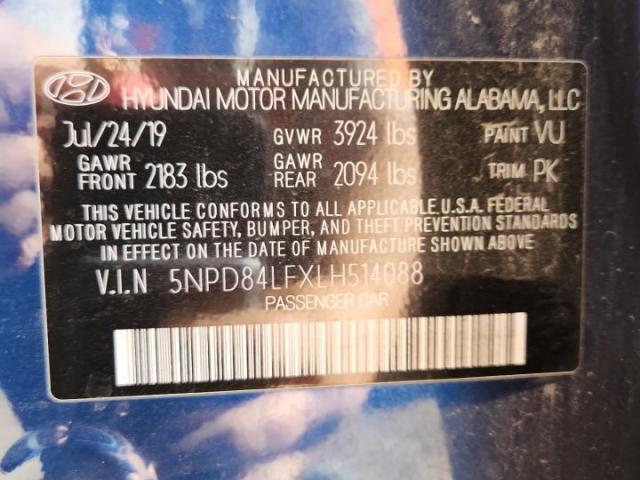 MANUFACTURED BY
HYUNDAI MOTOR MANUFACTURING ALABAMA, LLC
Jul/24/19 GVWR 3924 lbs PAINT VU
GAWR FRONT 2183 lbs GAWR REAR 2094 lbs TRIM PK
THIS VEHICLE CONFORMS TO ALL APPLICABLE U.S.A. FEDERAL
MOTOR VEHICLE SAFETY, BUMPER, AND THEFT PREVENTION STANDARDS
IN EFFECT ON THE DATE OF MANUFACTURE SHOWN ABOVE.
V.I.N 5NPD84LFXLH514088
PASSENGER CAR